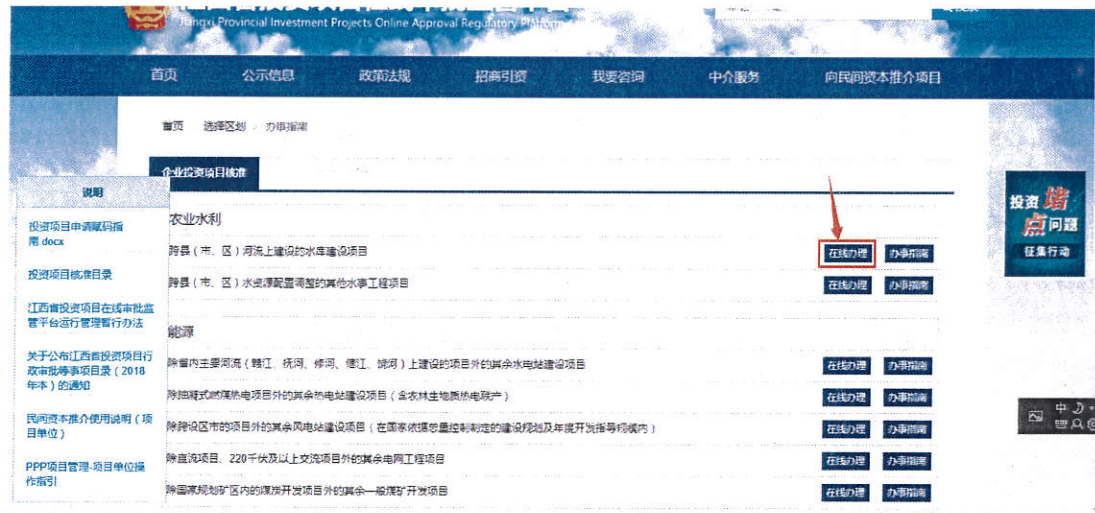 Jiangxi Provincial Investment Projects Online Approval Regulatory Platform
首页 公示信息 政策法规 招商引资 我要咨询 中介服务 向民间资本推介项目
首页 选择区划 > 办事指南
企业投资项目核准
说明
投资项目申请赋码指
南.docx
投资项目核准目录
江西省投资项目在线审批监
管平台运行管理暂行办法
关于公布江西省投资项目行
政审批等事项目录(2018
年本)的通知
民间资本推介使用说明(项
目单位)
PPP项目管理-项目单位操
作指引
农业水利
跨县(市、区)河流上建设的水库建设项目 在线办理 办事指南
跨县(市、区)水资源配置调整的其他水事工程项目 在线办理 办事指南
能源
除省内主要河流(赣江、抚河、修河、信江、饶河)上建设的项目外的其余水电站建设项目 在线办理 办事指南
除抽凝式燃煤热电项目外的其余热电站建设项目(含农林生物质热电联产) 在线办理 办事指南
除跨设区市的项目外的其余风电站建设项目(在国家依据总量控制制定的建设规划及年度开发指导规模内) 在线办理 办事指南
除直流项目、220千伏及以上交流项目外的其余电网工程项目 在线办理 办事指南
除国家规划矿区内的煤炭开发项目外的其余一般煤矿开发项目 在线办理 办事指南
投资堵
点问题
征集行动
中